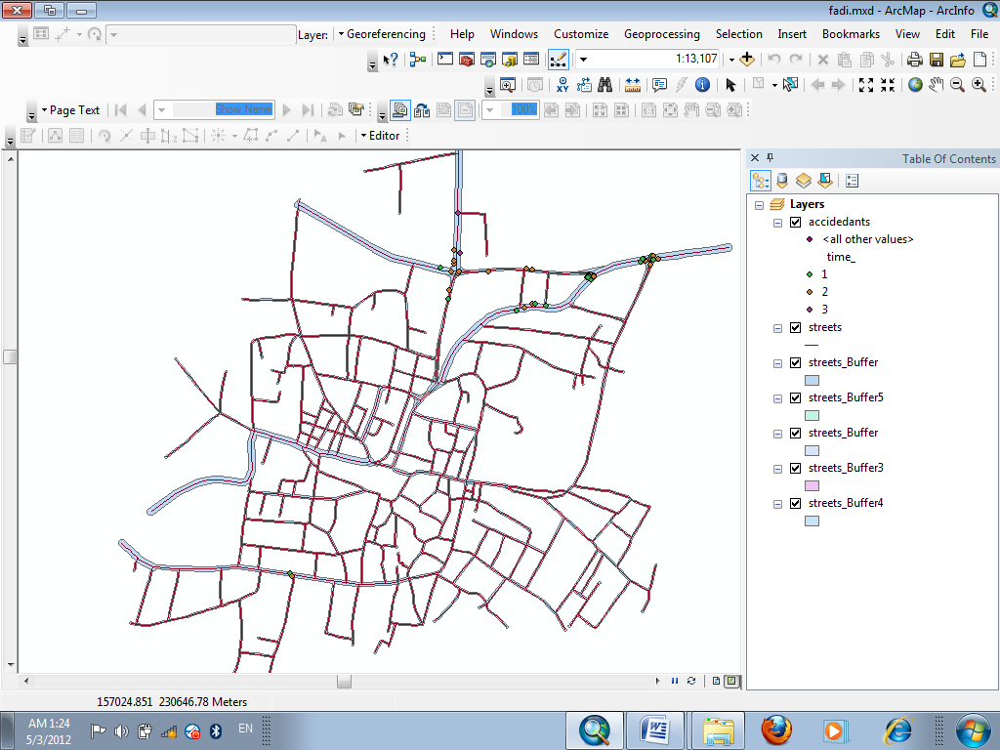 fadi.mxd - ArcMap - ArcInfo
Layer:
Georeferencing
Help
Windows
Customize
Geoprocessing
Selection
Insert
Bookmarks
View
Edit
File
1:13,107
Page Text
Show Name
100%
Editor
Table Of Contents
Layers
accidedants
<all other values>
time_
1
2
3
streets
streets_Buffer
streets_Buffer5
streets_Buffer
streets_Buffer3
streets_Buffer4
157024.851 230646.78 Meters
AM 1:24
5/3/2012
EN